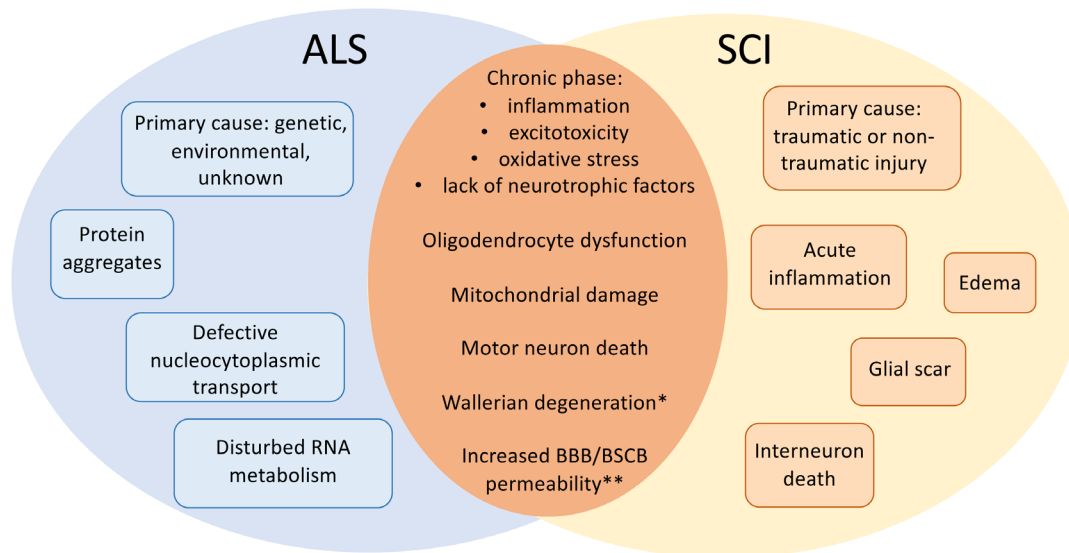 ALS
Primary cause: genetic,
environmental,
unknown
Protein
aggregates
Defective
nucleocytoplasmic
transport
Disturbed RNA
metabolism
Chronic phase:
• inflammation
• excitotoxicity
• oxidative stress
• lack of neurotrophic factors
Oligodendrocyte dysfunction
Mitochondrial damage
Motor neuron death
Wallerian degeneration*
Increased BBB/BSCB
permeability**
SCI
Primary cause:
traumatic or non-
traumatic injury
Acute
inflammation
Edema
Glial scar
Interneuron
death